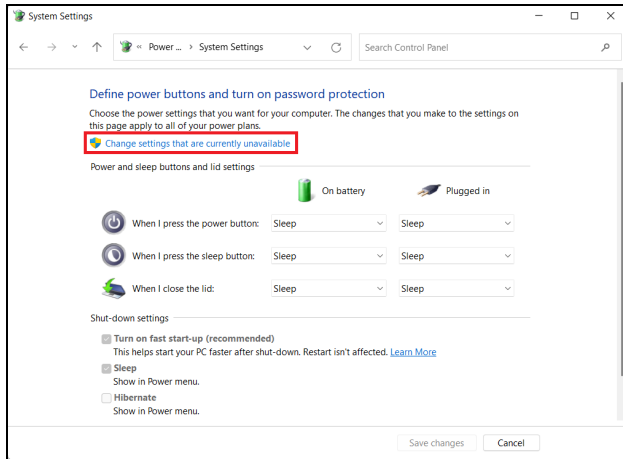 System Settings
« Power ... > System Settings
Search Control Panel
Define power buttons and turn on password protection
Choose the power settings that you want for your computer. The changes that you make to the settings on
this page apply to all of your power plans.
Change settings that are currently unavailable
Power and sleep buttons and lid settings
On battery Plugged in
When I press the power button: Sleep Sleep
When I press the sleep button: Sleep Sleep
When I close the lid: Sleep Sleep
Shut-down settings
Turn on fast start-up (recommended)
This helps start your PC faster after shut-down. Restart isn't affected. Learn More
Sleep
Show in Power menu.
Hibernate
Show in Power menu.
Save changes Cancel